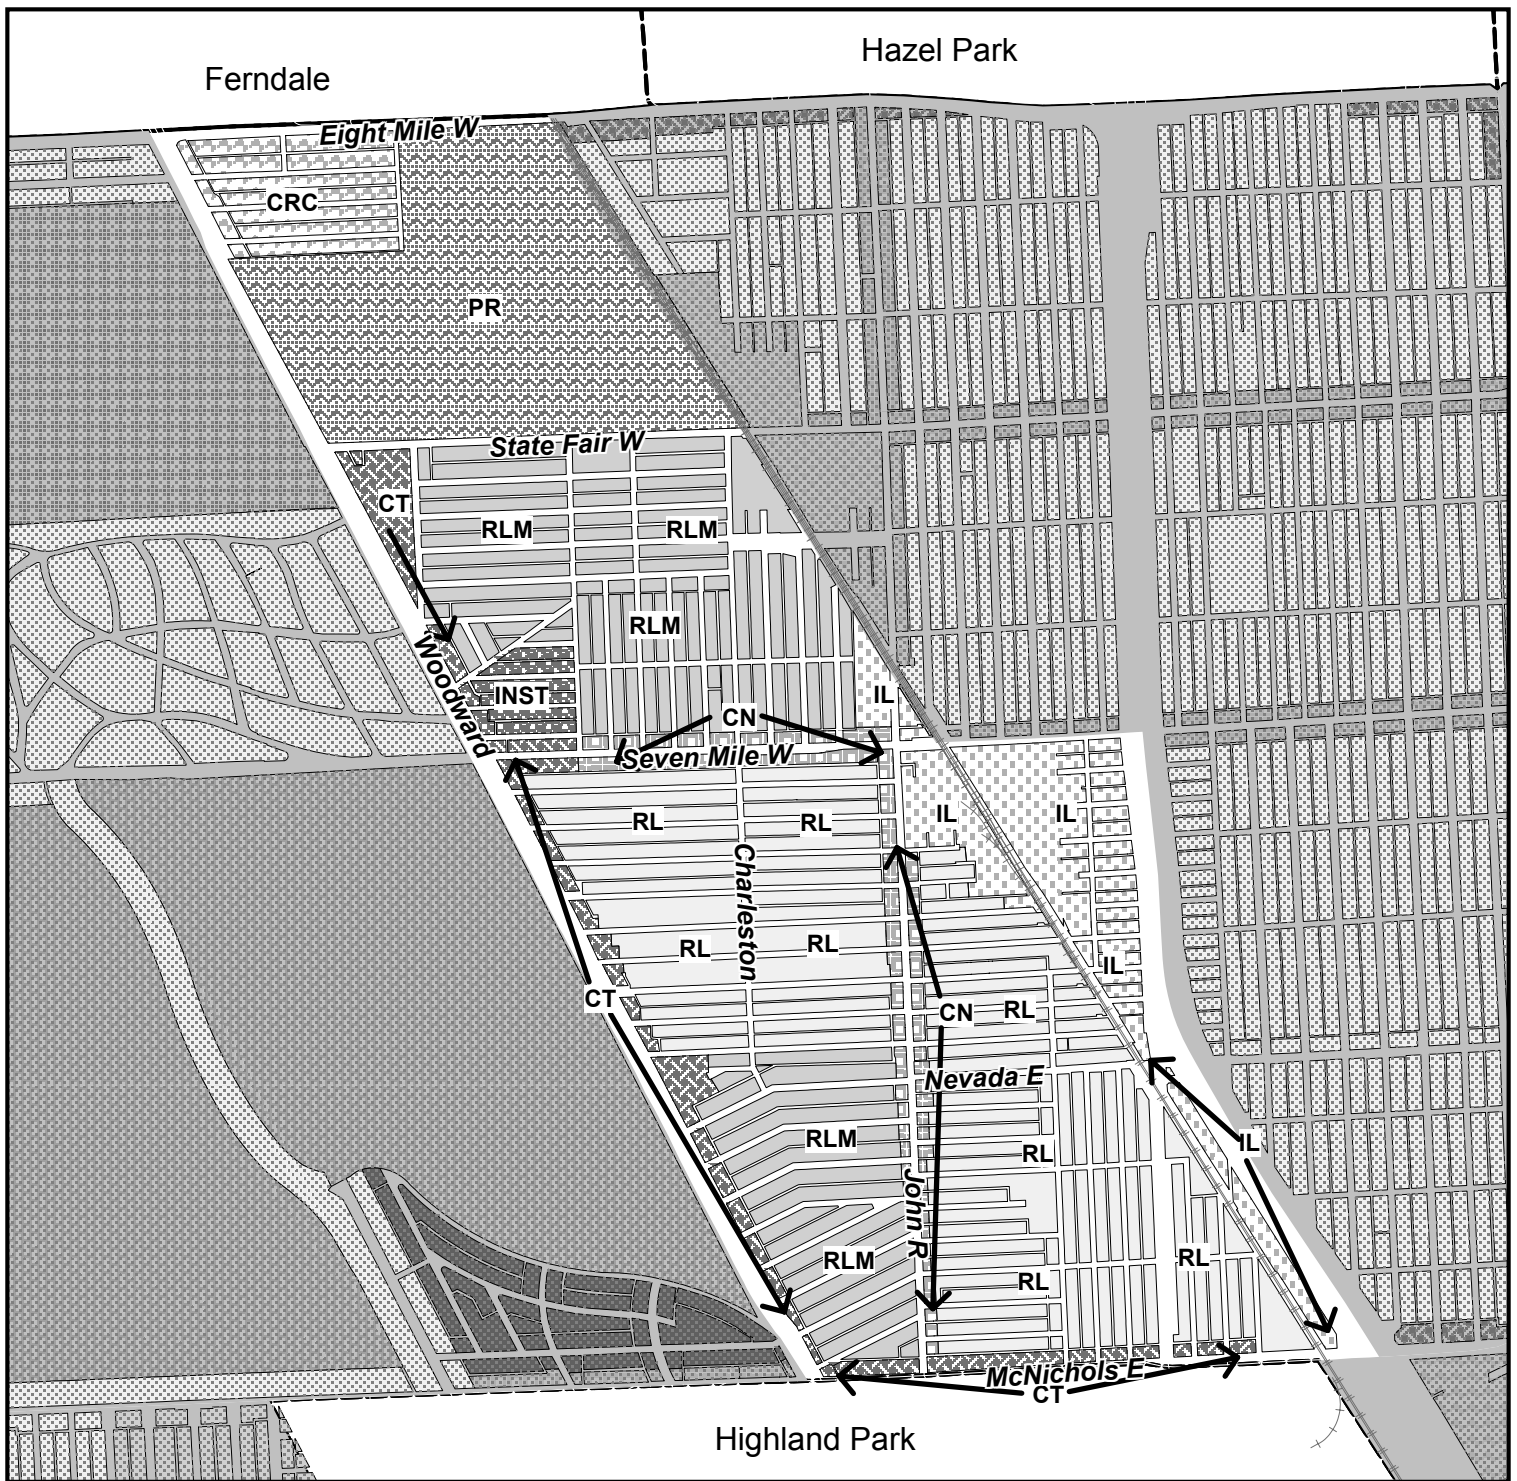 Hazel Park
Ferndale
Eight Mile W
CRC
PR
State Fair W
CT
RLM
RLM
RLM
Woodward
INST
IL
CN
Seven Mile W
RL
RL
IL
IL
Charleston
RL
RL
IL
CT
CN
RL
Nevada E
RLM
IL
RL
John R
RLM
RL
RL
McNichols E
CT
Highland Park